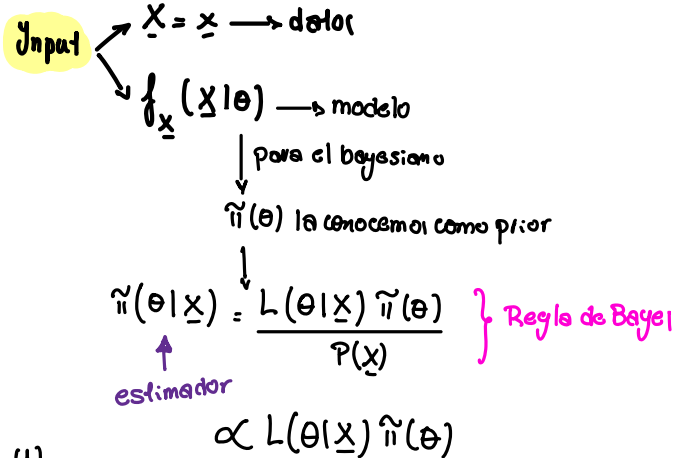 Input
X = x → datos
f_x (x|θ) → modelo
para el bayesiano
π̃(θ) la conocemos como prior
π̃(θ|x) = L(θ|x) π̃(θ) / P(x) } Regla de Bayes
estimador
∝ L(θ|x) π̃(θ)